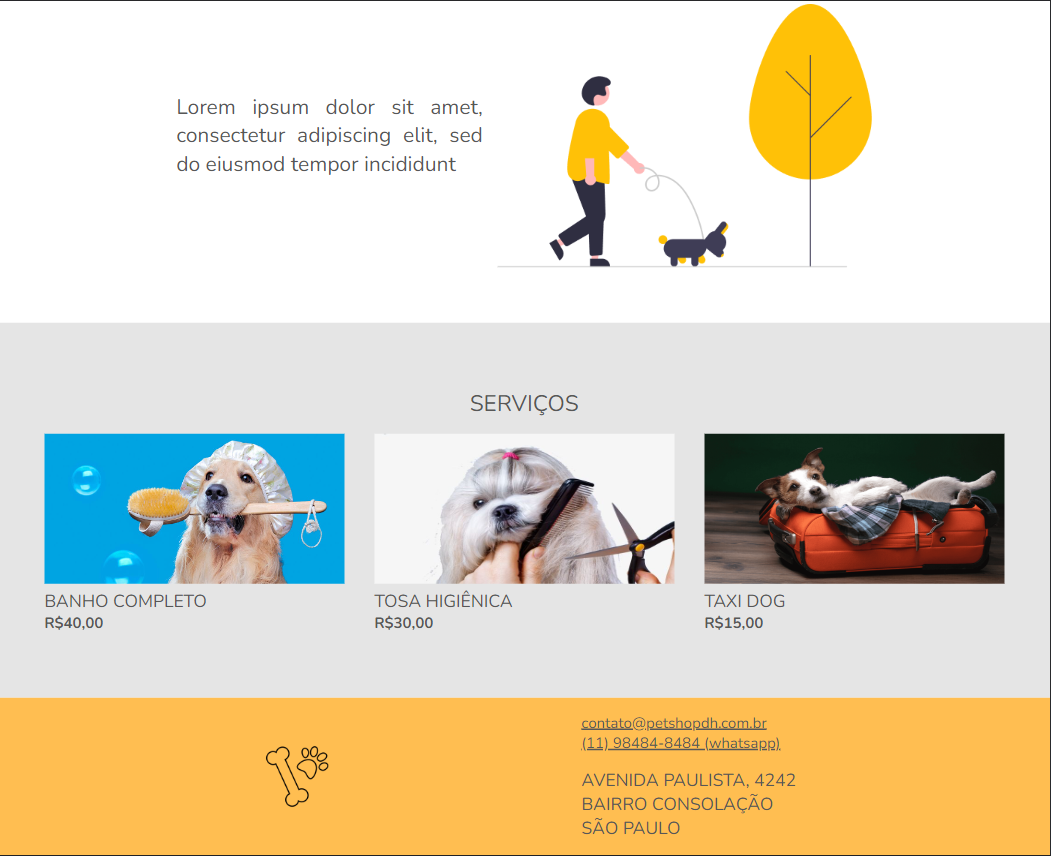 Lorem ipsum dolor sit amet,
consectetur adipiscing elit, sed
do eiusmod tempor incididunt
SERVIÇOS
BANHO COMPLETO
R$40,00
TOSA HIGIÊNICA
R$30,00
TAXI DOG
R$15,00
contato@petshopdh.com.br
(11) 98484-8484 (whatsapp)
AVENIDA PAULISTA, 4242
BAIRRO CONSOLAÇÃO
SÃO PAULO